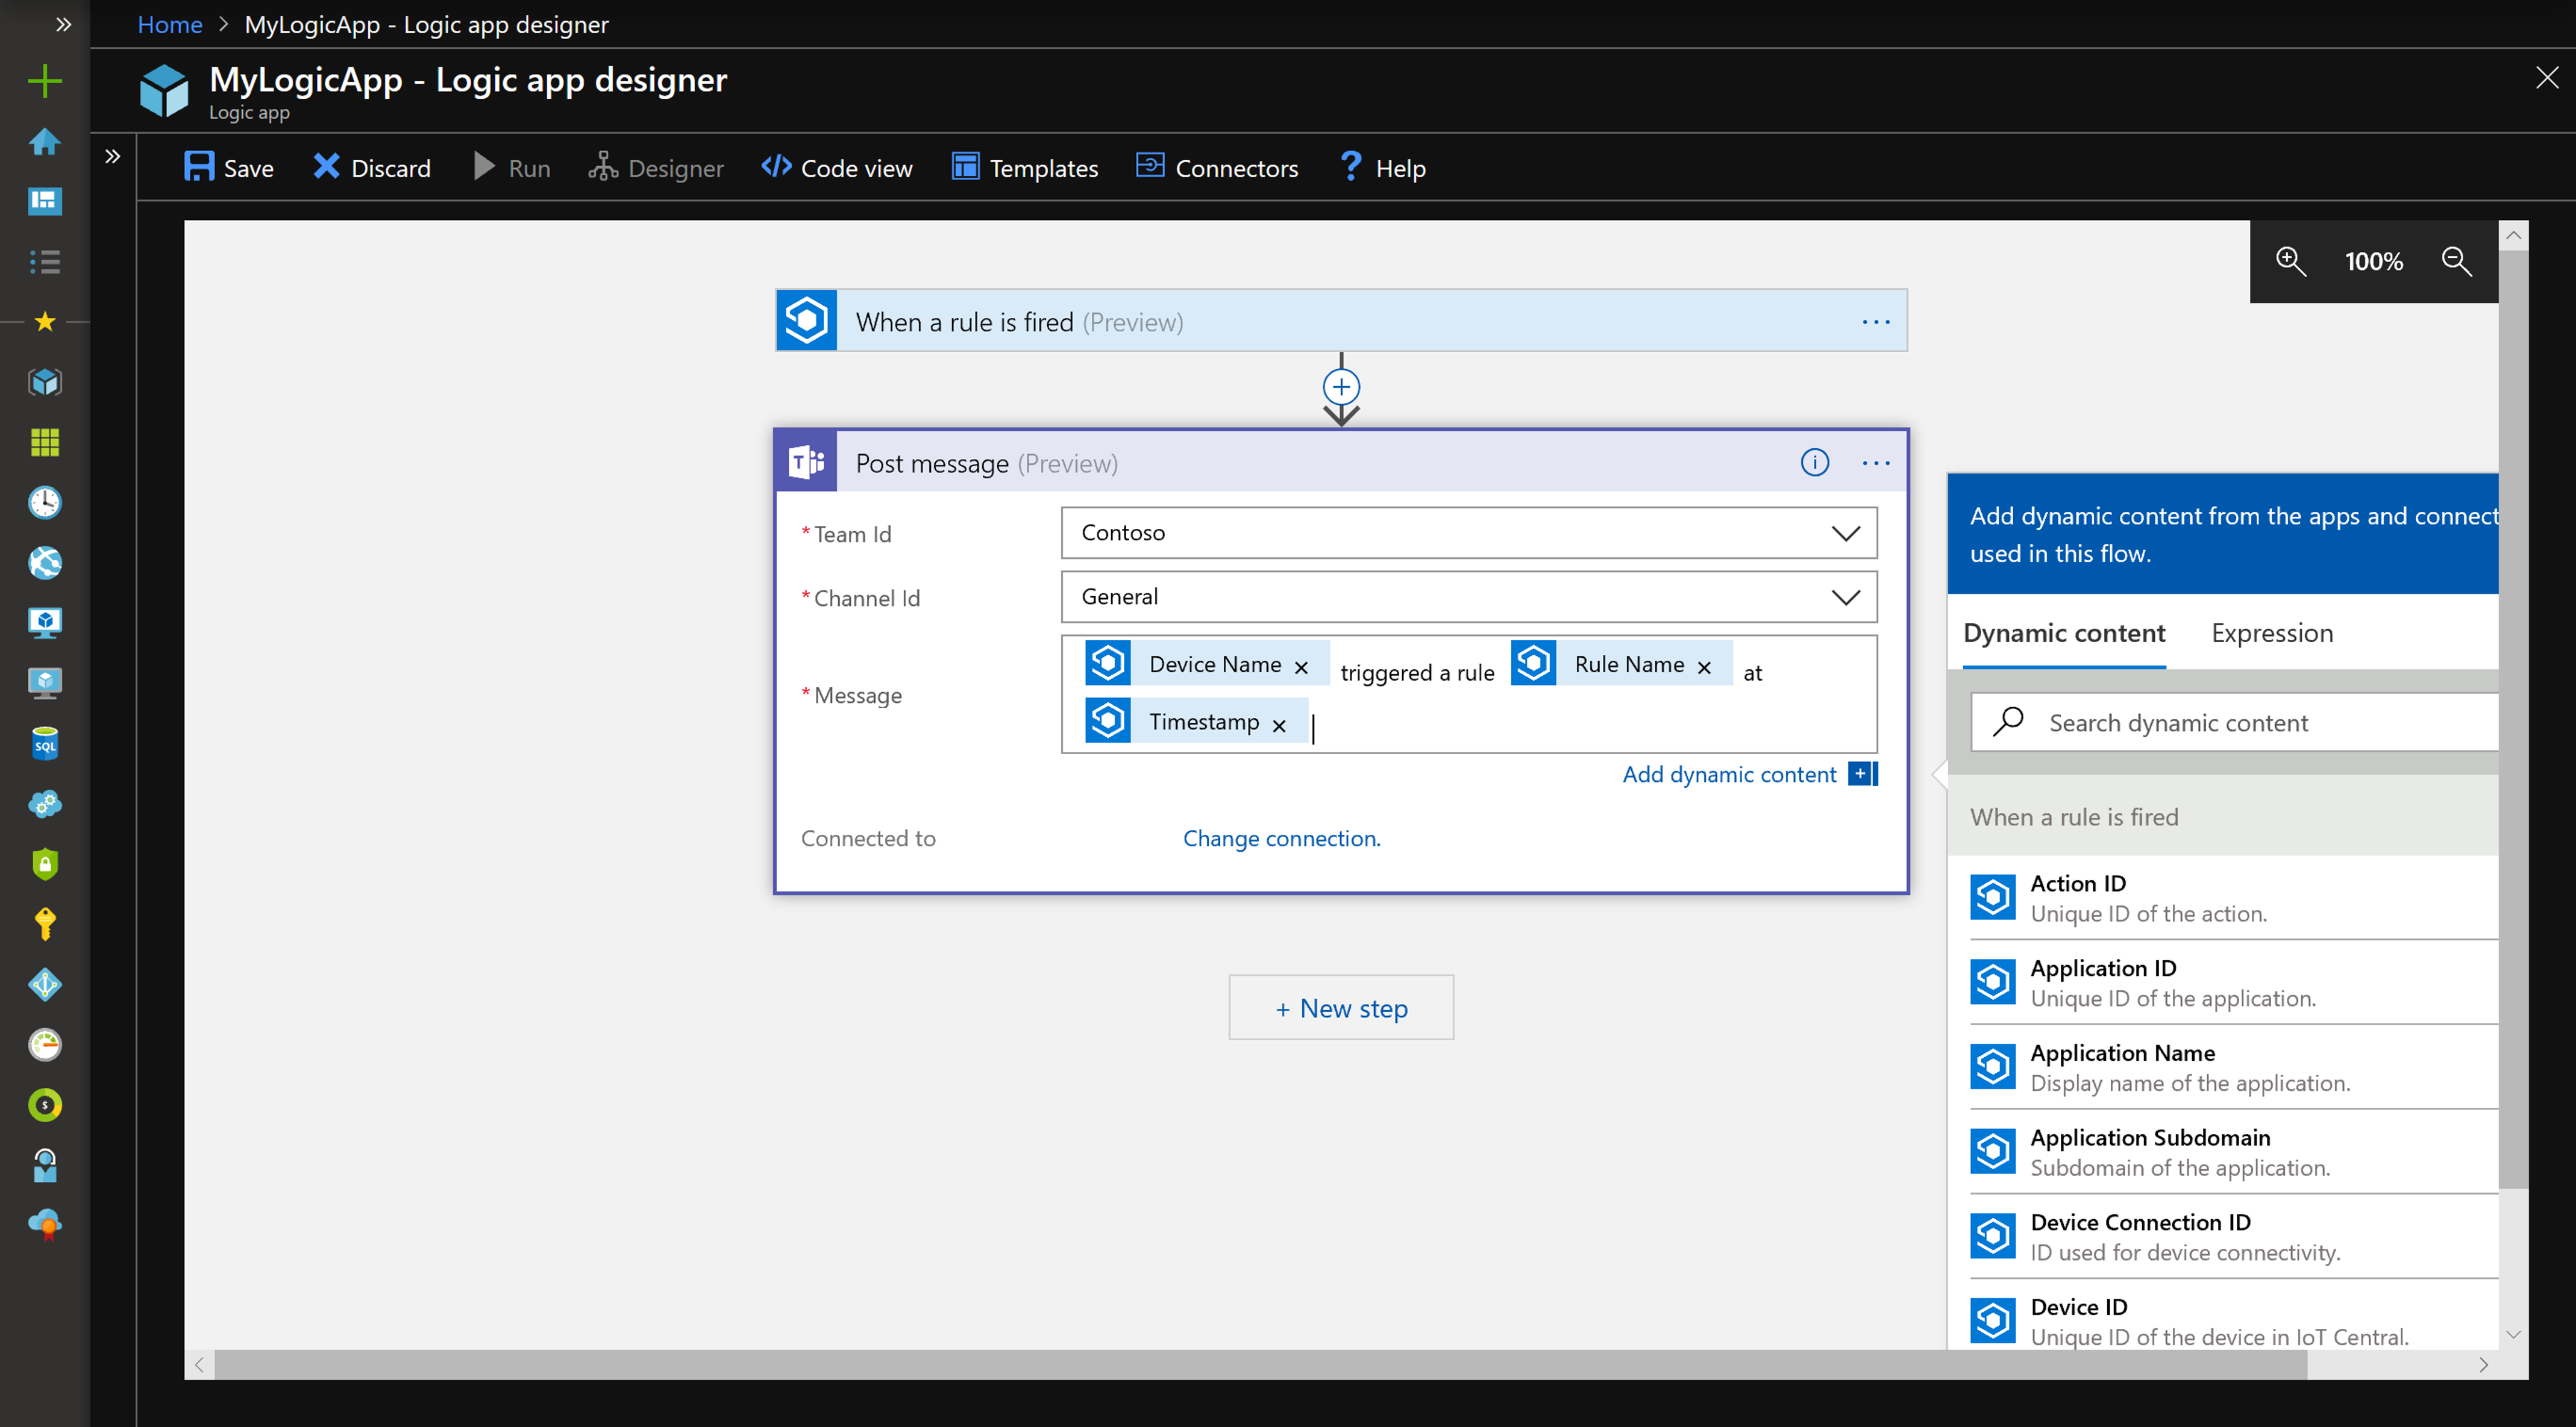 Home > MyLogicApp - Logic app designer
MyLogicApp - Logic app designer
Logic app
Save Discard Run Designer Code view Templates Connectors Help
100%
When a rule is fired (Preview)
Post message (Preview)
* Team Id Contoso
* Channel Id General
* Message Device Name × triggered a rule Rule Name × at
Timestamp ×
Add dynamic content
Connected to Change connection.
+ New step
Add dynamic content from the apps and connect
used in this flow.
Dynamic content Expression
Search dynamic content
When a rule is fired
Action ID
Unique ID of the action.
Application ID
Unique ID of the application.
Application Name
Display name of the application.
Application Subdomain
Subdomain of the application.
Device Connection ID
ID used for device connectivity.
Device ID
Unique ID of the device in IoT Central.
SQL